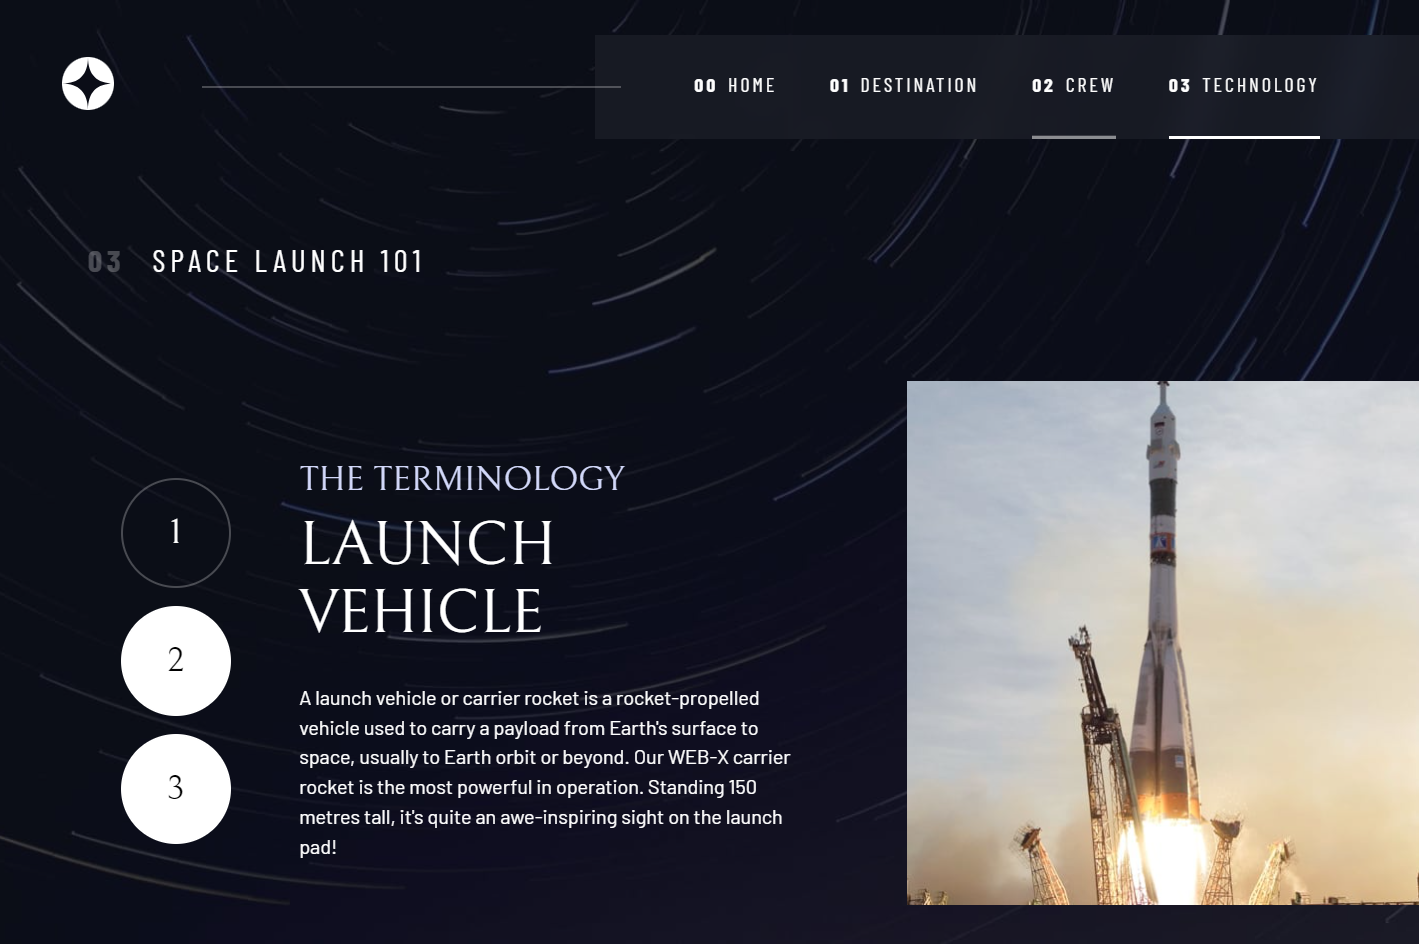 00 HOME 01 DESTINATION 02 CREW 03 TECHNOLOGY
03 SPACE LAUNCH 101
THE TERMINOLOGY
LAUNCH
VEHICLE
1
2
3
A launch vehicle or carrier rocket is a rocket-propelled
vehicle used to carry a payload from Earth's surface to
space, usually to Earth orbit or beyond. Our WEB-X carrier
rocket is the most powerful in operation. Standing 150
metres tall, it's quite an awe-inspiring sight on the launch
pad!